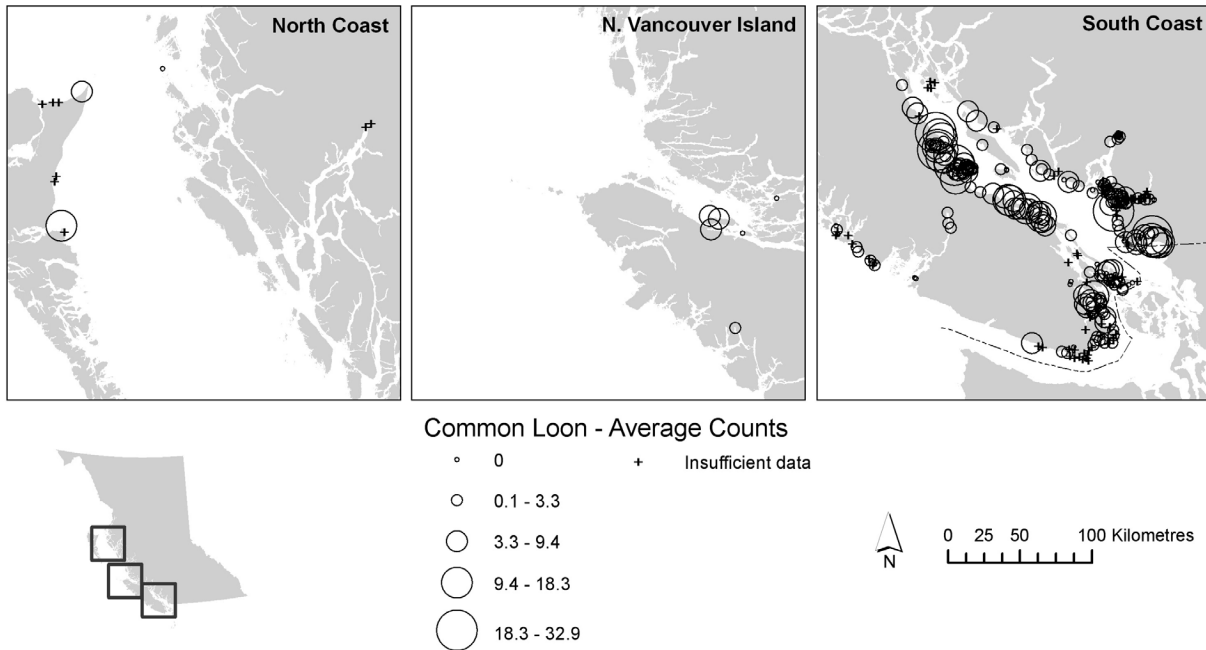 North Coast
N. Vancouver Island
South Coast
Common Loon - Average Counts
0
Insufficient data
0.1 - 3.3
3.3 - 9.4
9.4 - 18.3
18.3 - 32.9
N
0 25 50 100 Kilometres